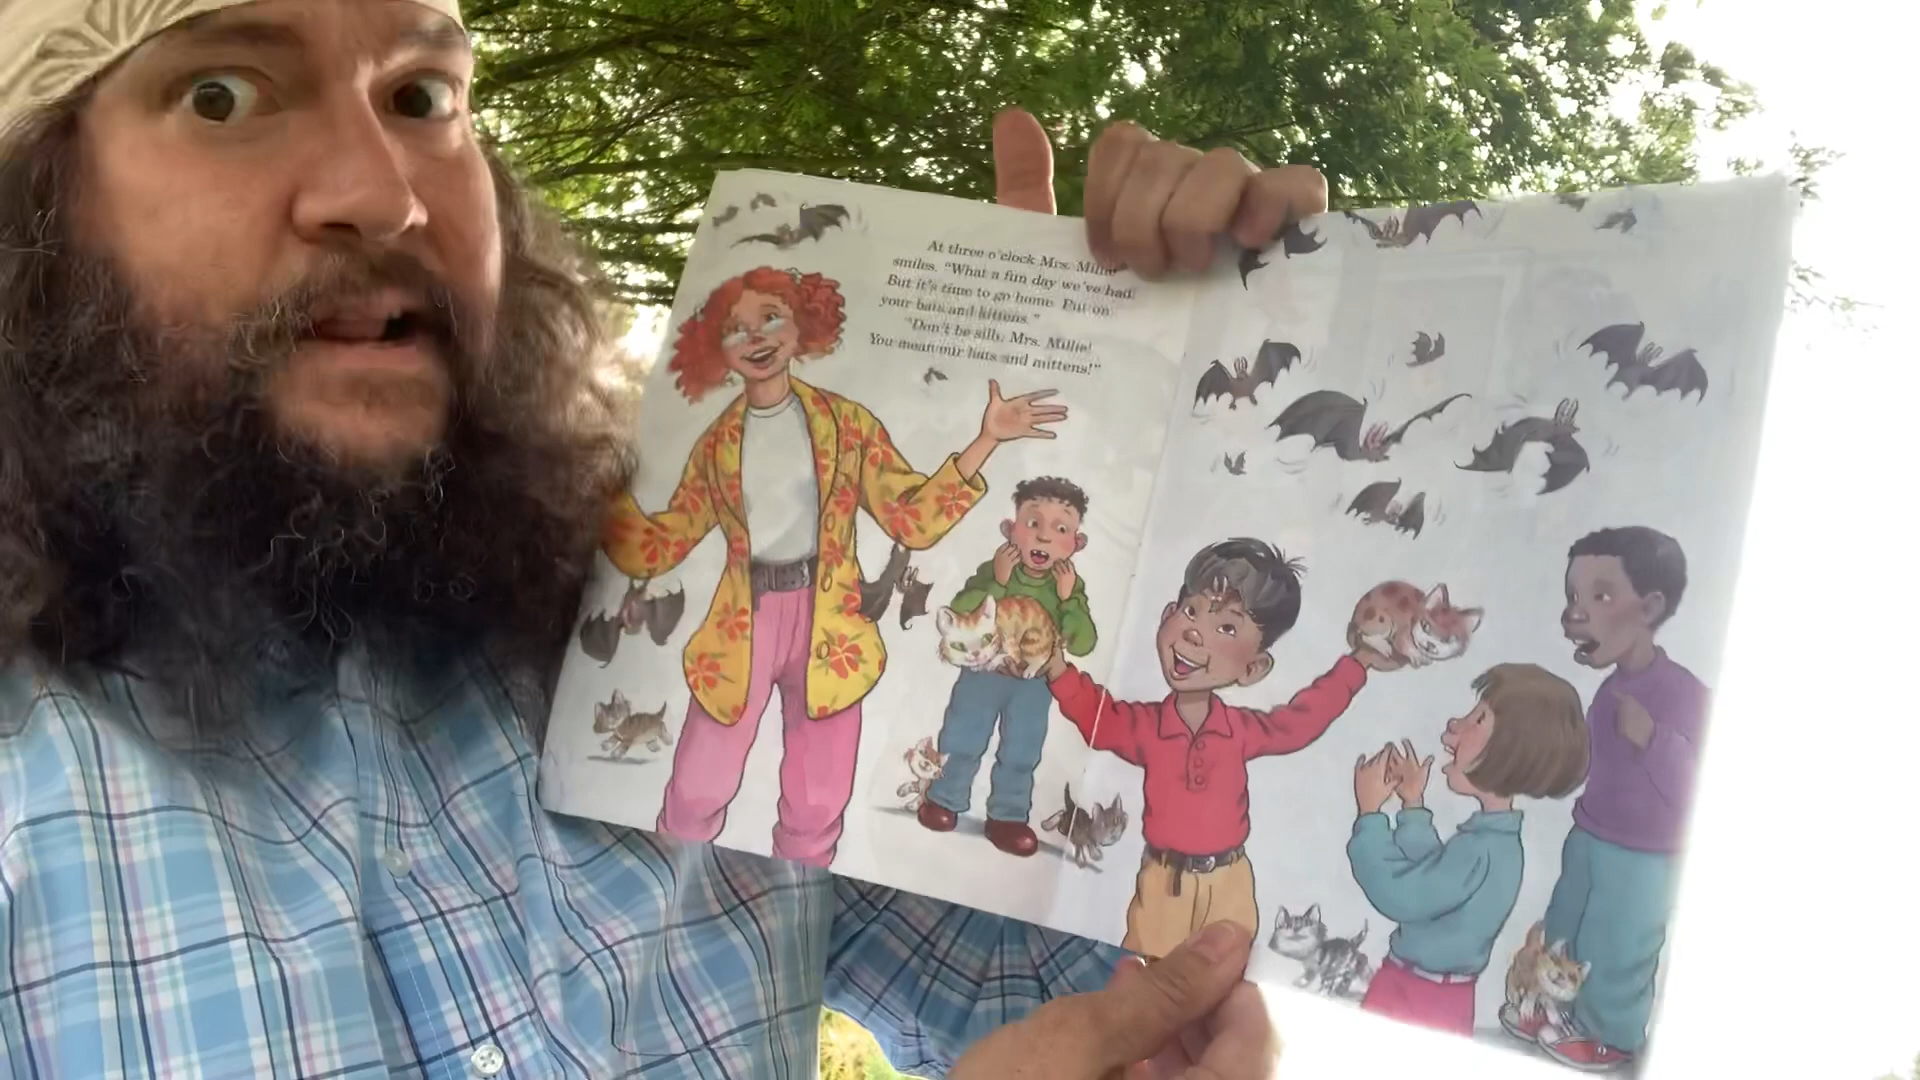 At three o'clock Mrs. Millie
smiles. "What a fun day we've had.
But it's time to go home. Put on
your bats and kittens."
"Don't be silly, Mrs. Millie!
You mean our hats and mittens!"